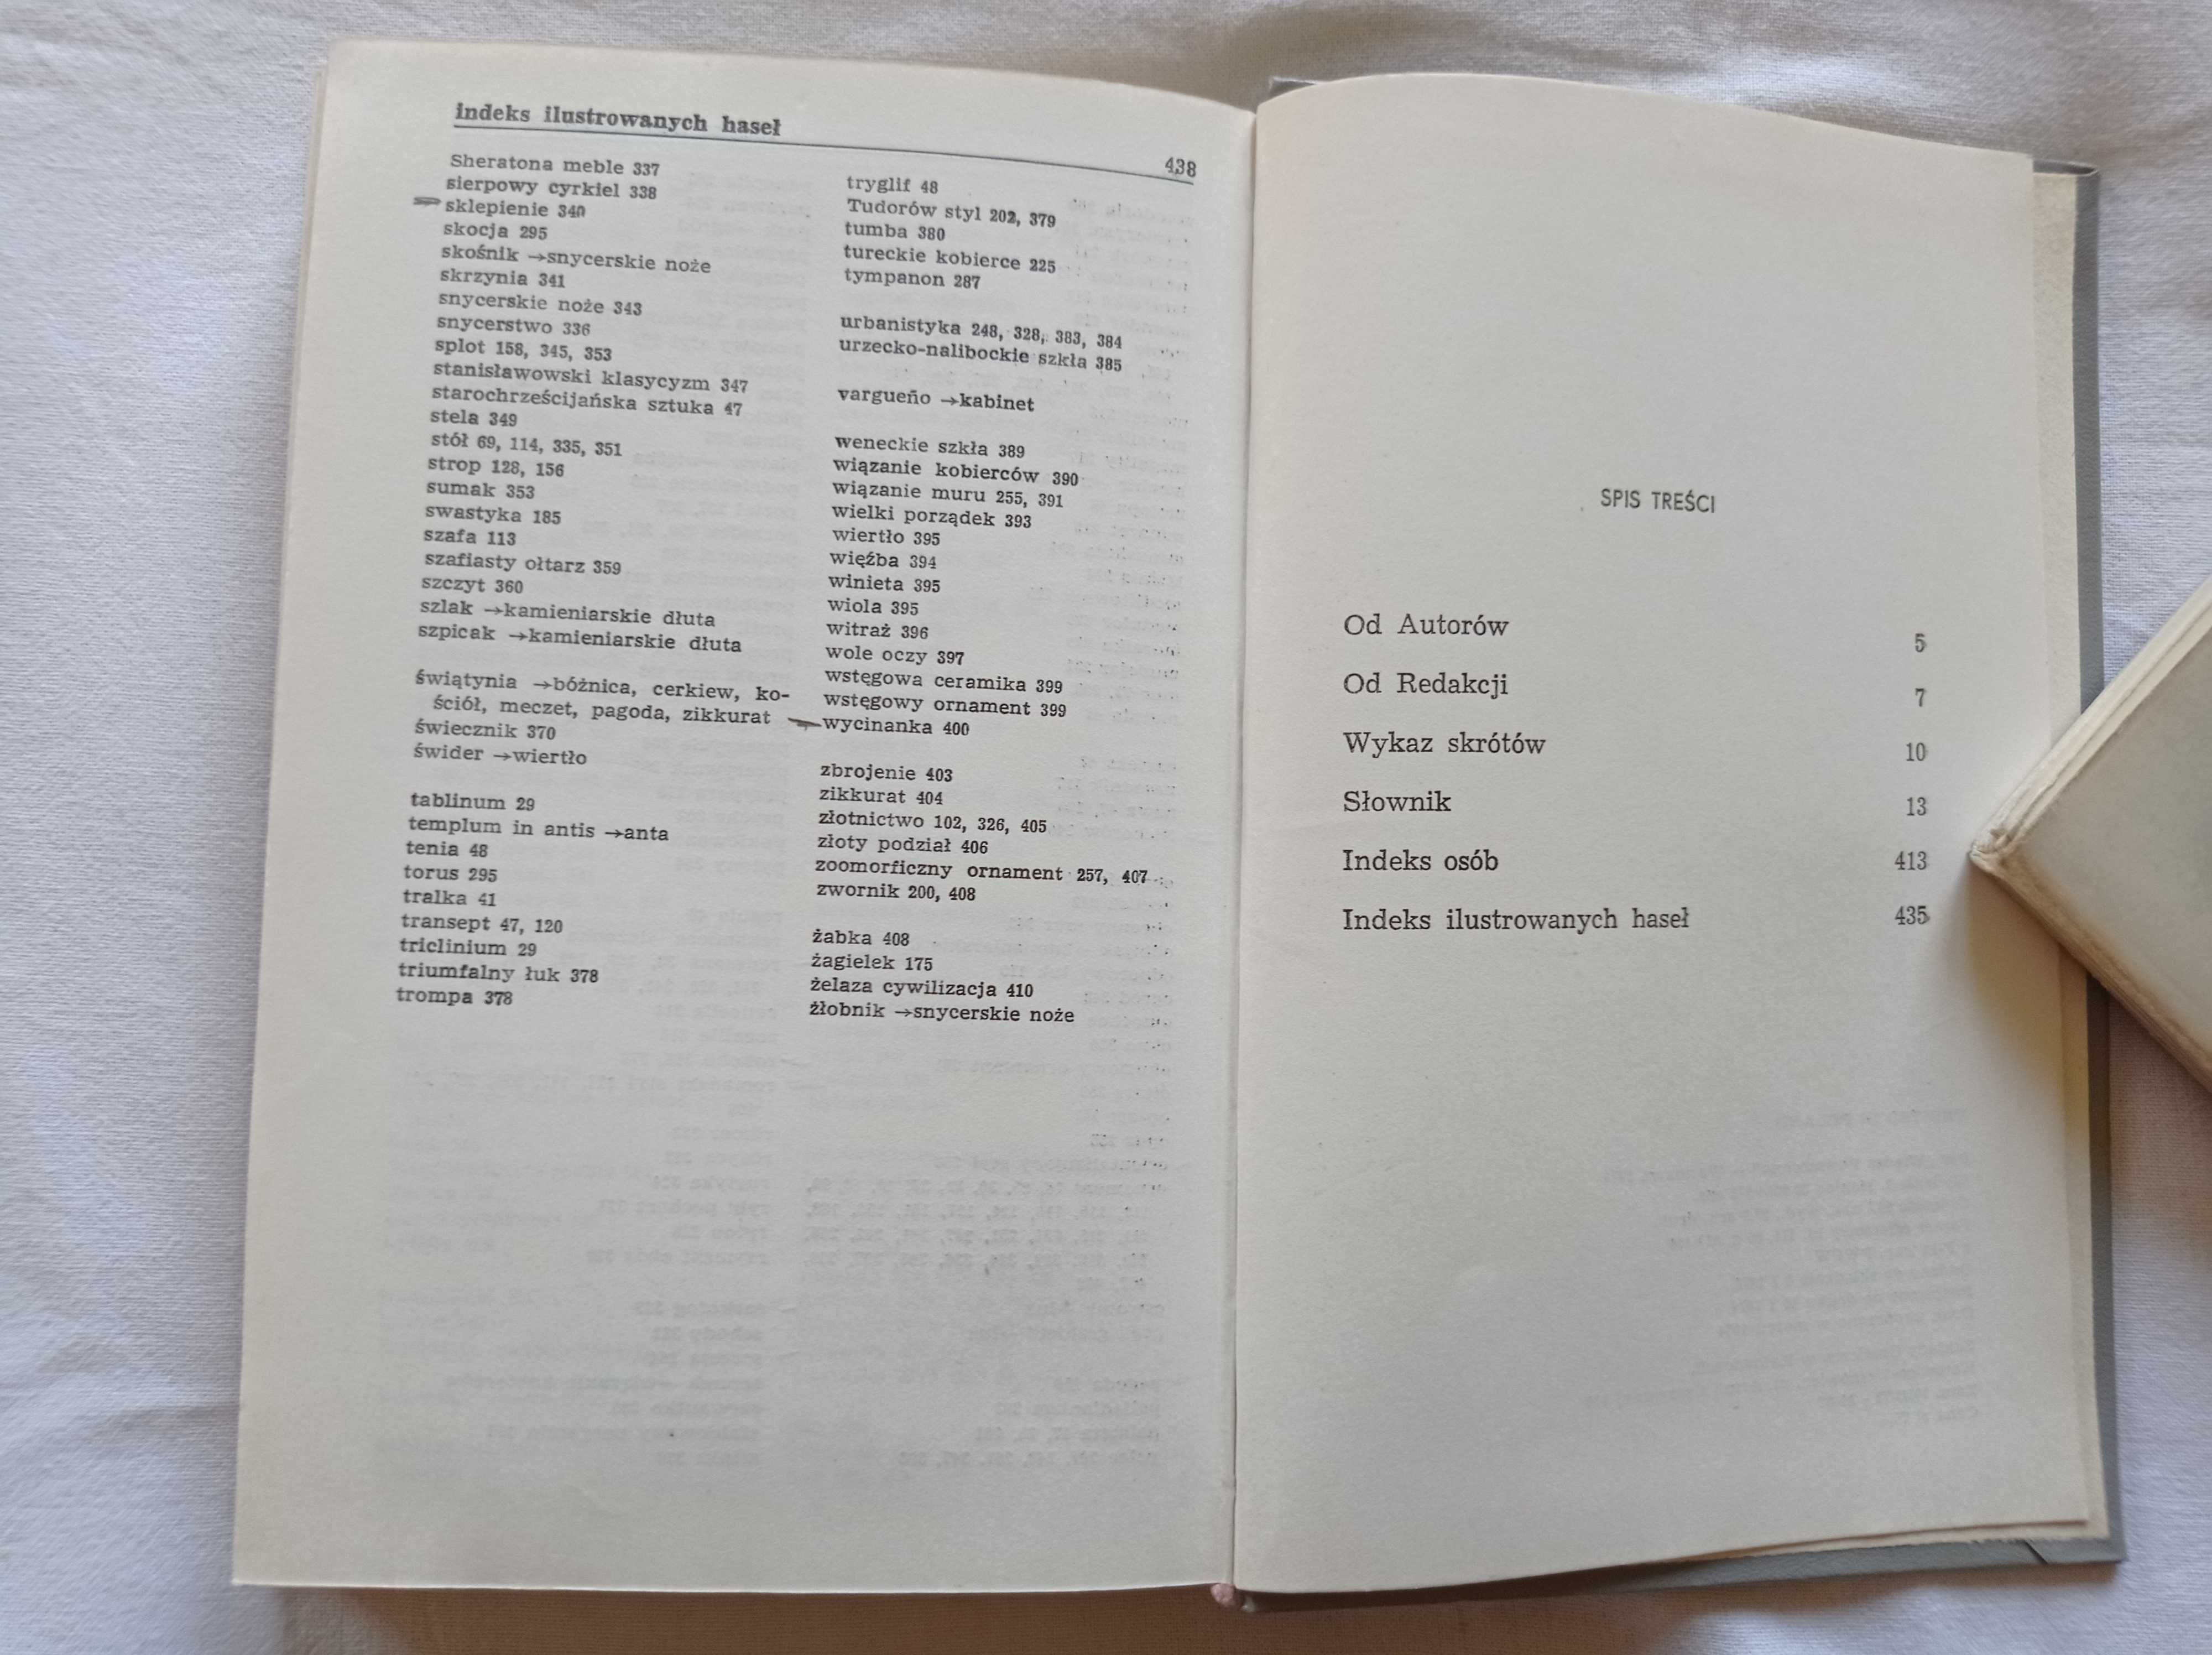 indeks ilustrowanych haseł
438
Sheratona meble 337
sierpowy cyrkiel 338
sklepienie 340
skocja 295
skośnik →snycerskie noże
skrzynia 341
snycerskie noże 343
snycerstwo 336
splot 158, 345, 353
stanisławowski klasycyzm 347
starochrześcijańska sztuka 47
stela 349
stół 69, 114, 335, 351
strop 128, 156
sumak 353
swastyka 185
szafa 113
szafiasty ołtarz 359
szczyt 360
szlak →kamieniarskie dłuta
szpicak →kamieniarskie dłuta
świątynia →bóżnica, cerkiew, ko-
ściół, meczet, pagoda, zikkurat
świecznik 370
świder →wiertło
tablinum 29
templum in antis →anta
tenia 48
torus 295
tralka 41
transept 47, 120
triclinium 29
triumfalny łuk 378
trompa 378
tryglif 48
Tudorów styl 202, 379
tumba 380
tureckie kobierce 225
tympanon 287
urbanistyka 248, 328, 383, 384
urzecko-nalibockie szkła 385
vargueño →kabinet
weneckie szkła 389
wiązanie kobierców 390
wiązanie muru 255, 391
wielki porządek 393
wiertło 395
więźba 394
winieta 395
wiola 395
witraż 396
wole oczy 397
wstęgowa ceramika 399
wstęgowy ornament 399
wycinanka 400
zbrojenie 403
zikkurat 404
złotnictwo 102, 326, 405
złoty podział 406
zoomorficzny ornament 257, 407
zwornik 200, 408
żabka 408
żagielek 175
żelaza cywilizacja 410
żłobnik →snycerskie noże
SPIS TREŚCI
Od Autorów 5
Od Redakcji 7
Wykaz skrótów 10
Słownik 13
Indeks osób 413
Indeks ilustrowanych haseł 435